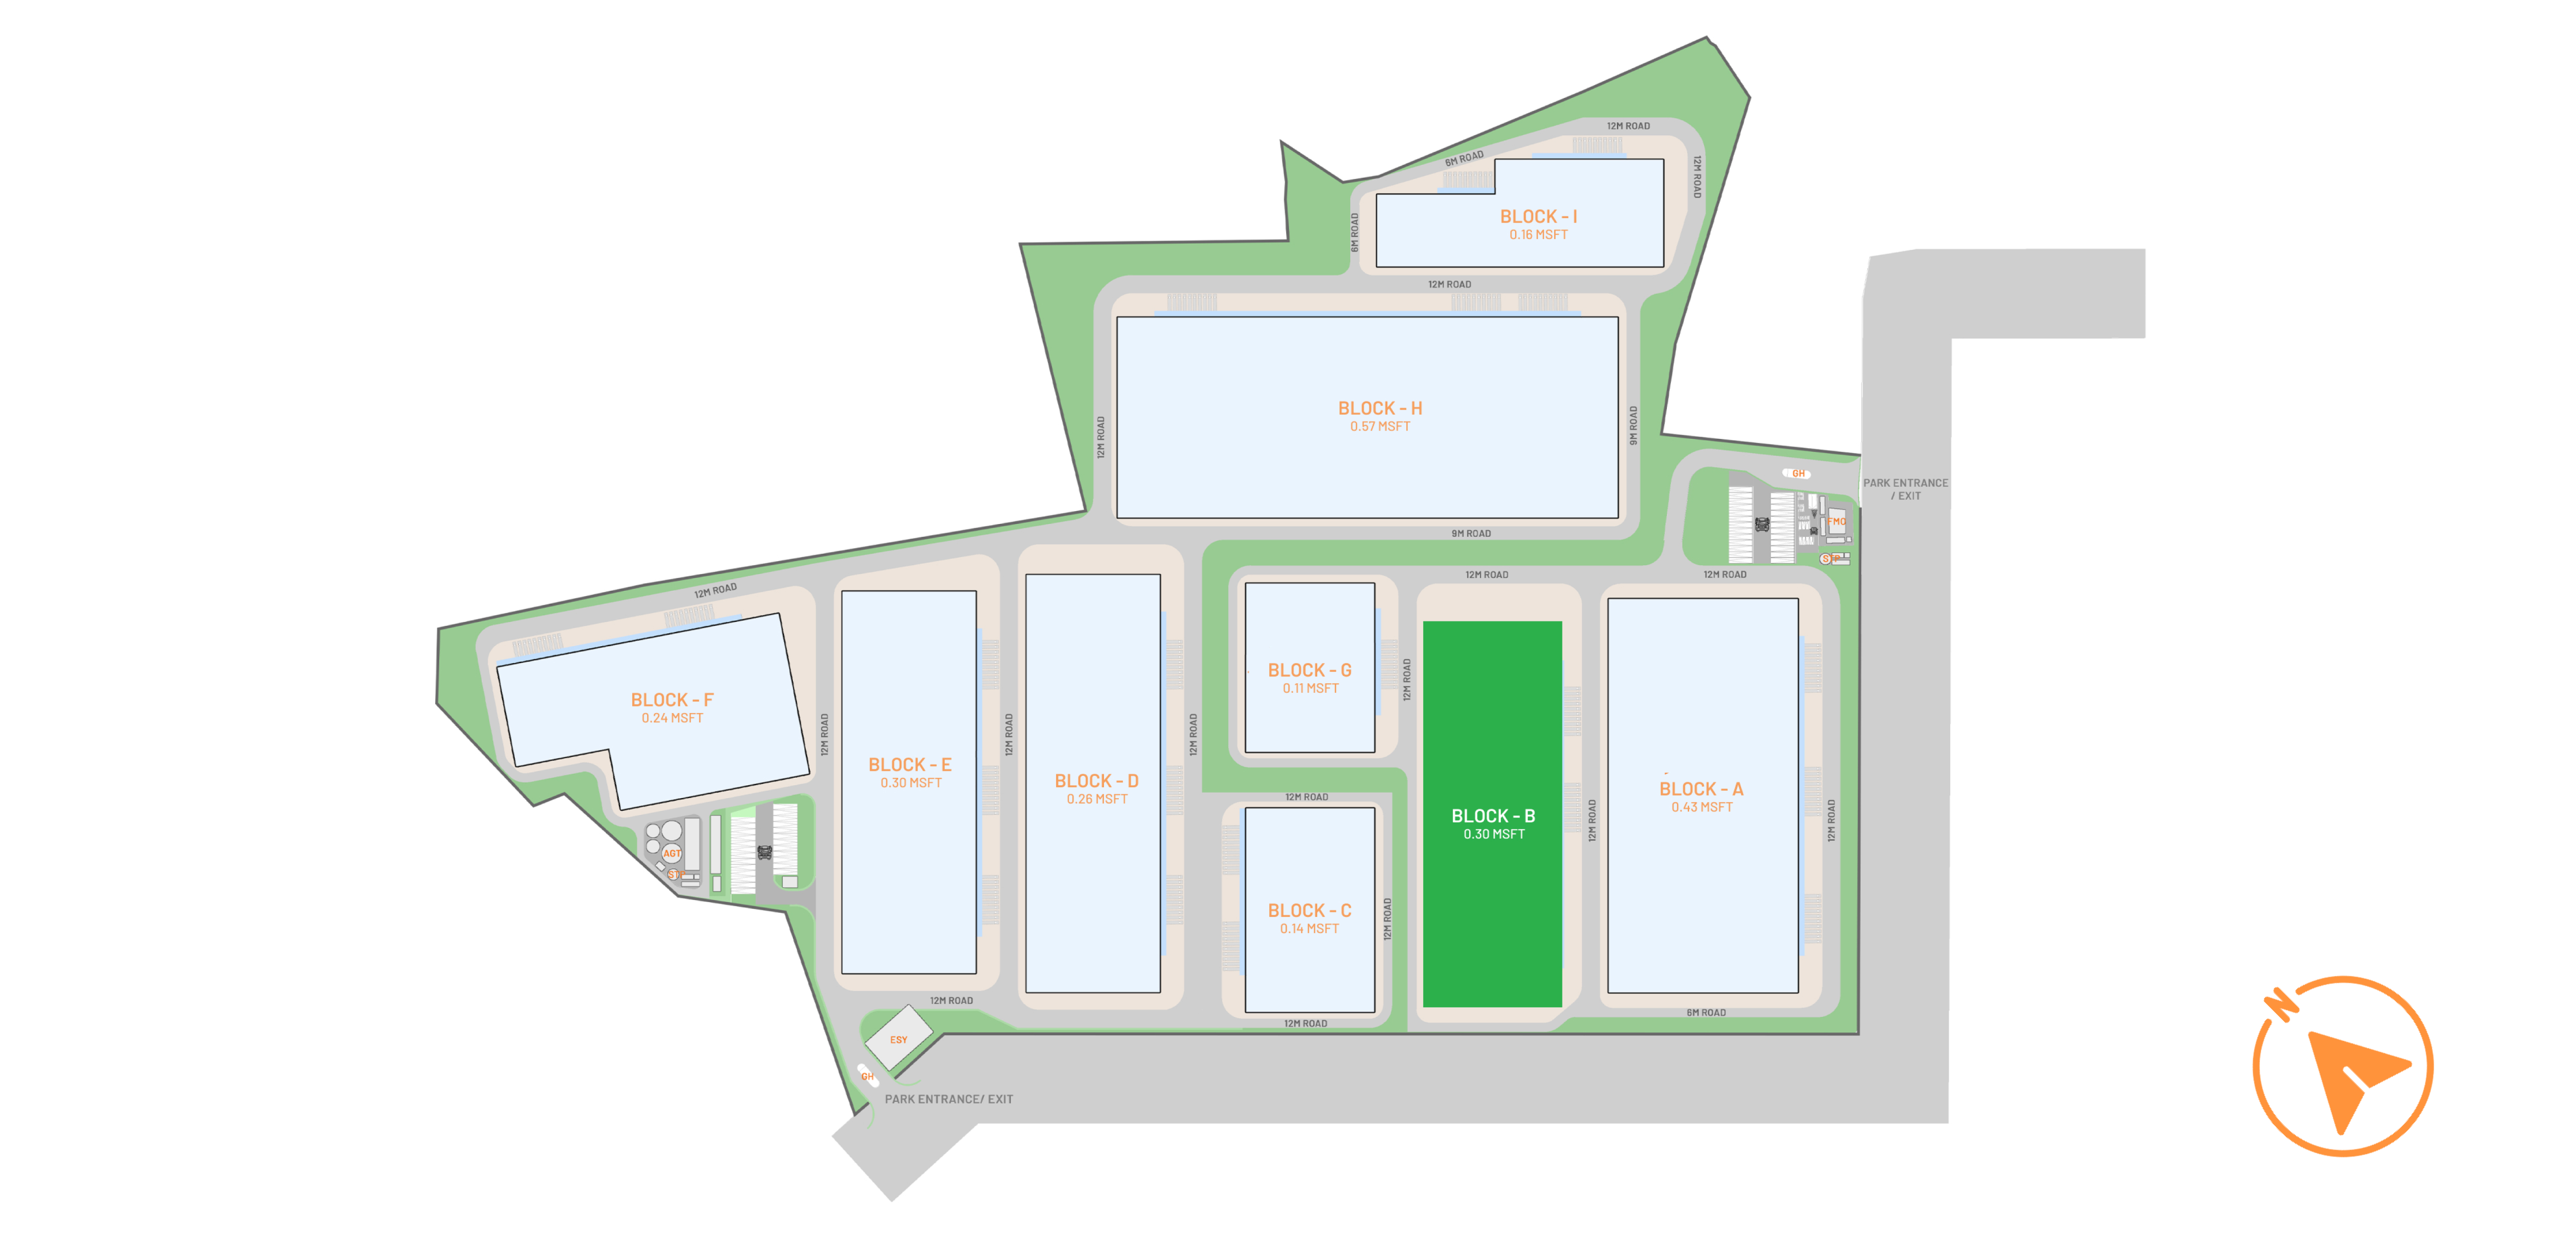 12M ROAD
6M ROAD
12M ROAD
BLOCK - I
0.16 MSFT
6M ROAD
12M ROAD
BLOCK - H
0.57 MSFT
12M ROAD
9M ROAD
9M ROAD
GH
PARK ENTRANCE
/ EXIT
FMO
STP
12M ROAD
12M ROAD
12M ROAD
BLOCK - F
0.24 MSFT
12M ROAD
BLOCK - E
0.30 MSFT
12M ROAD
BLOCK - D
0.26 MSFT
12M ROAD
BLOCK - G
0.11 MSFT
12M ROAD
BLOCK - B
0.30 MSFT
12M ROAD
BLOCK - A
0.43 MSFT
12M ROAD
12M ROAD
BLOCK - C
0.14 MSFT
12M ROAD
AGT
STP
12M ROAD
12M ROAD
6M ROAD
ESY
GH
PARK ENTRANCE/ EXIT
N